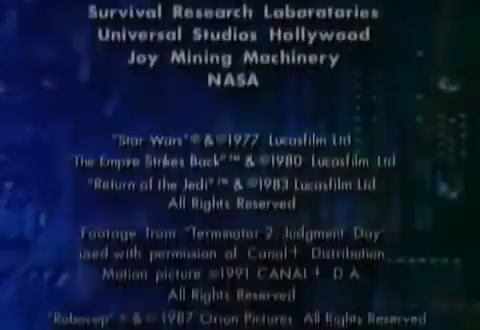 Survival Research Laboratories
Universal Studios Hollywood
Joy Mining Machinery
NASA
"Star Wars"® & ©1977 Lucasfilm Ltd
"The Empire Strikes Back"™ & ©1980 Lucasfilm Ltd
"Return of the Jedi"™ & ©1983 Lucasfilm Ltd
All Rights Reserved
Footage from "Terminator 2 Judgment Day"
used with permission of Canal+ Distribution
Motion picture ©1991 CANAL+ D A
All Rights Reserved
"Robocop" ® & © 1987 Orion Pictures All Rights Reserved